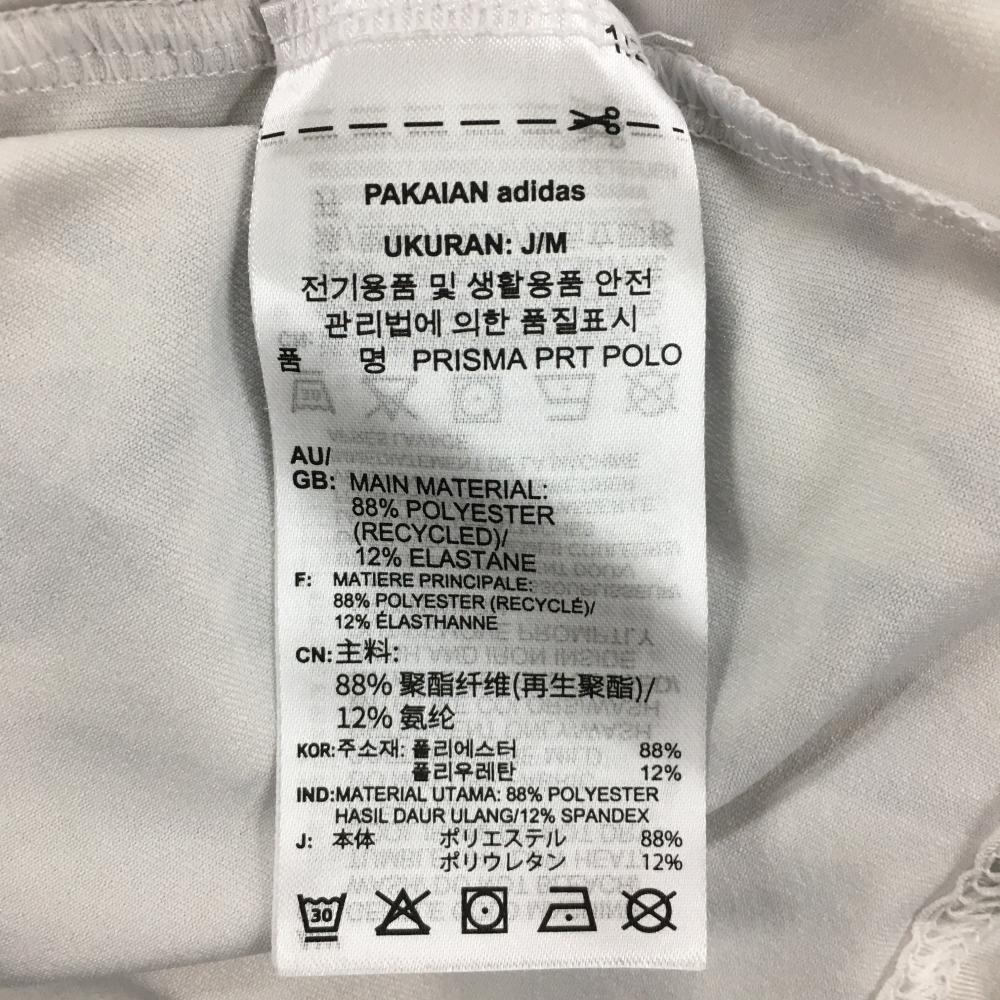 1/2
PAKAIAN adidas
UKURAN: J/M
전기용품 및 생활용품 안전
관리법에 의한 품질표시
품 명 PRISMA PRT POLO
AU/
GB: MAIN MATERIAL:
88% POLYESTER
(RECYCLED)/
12% ELASTANE
F: MATIERE PRINCIPALE:
88% POLYESTER (RECYCLÉ)/
12% ÉLASTHANNE
CN: 主料:
88% 聚酯纤维(再生聚酯)/
12% 氨纶
KOR: 주소재: 폴리에스터 88%
폴리우레탄 12%
IND: MATERIAL UTAMA: 88% POLYESTER
HASIL DAUR ULANG/12% SPANDEX
J: 本体 ポリエステル 88%
ポリウレタン 12%
30